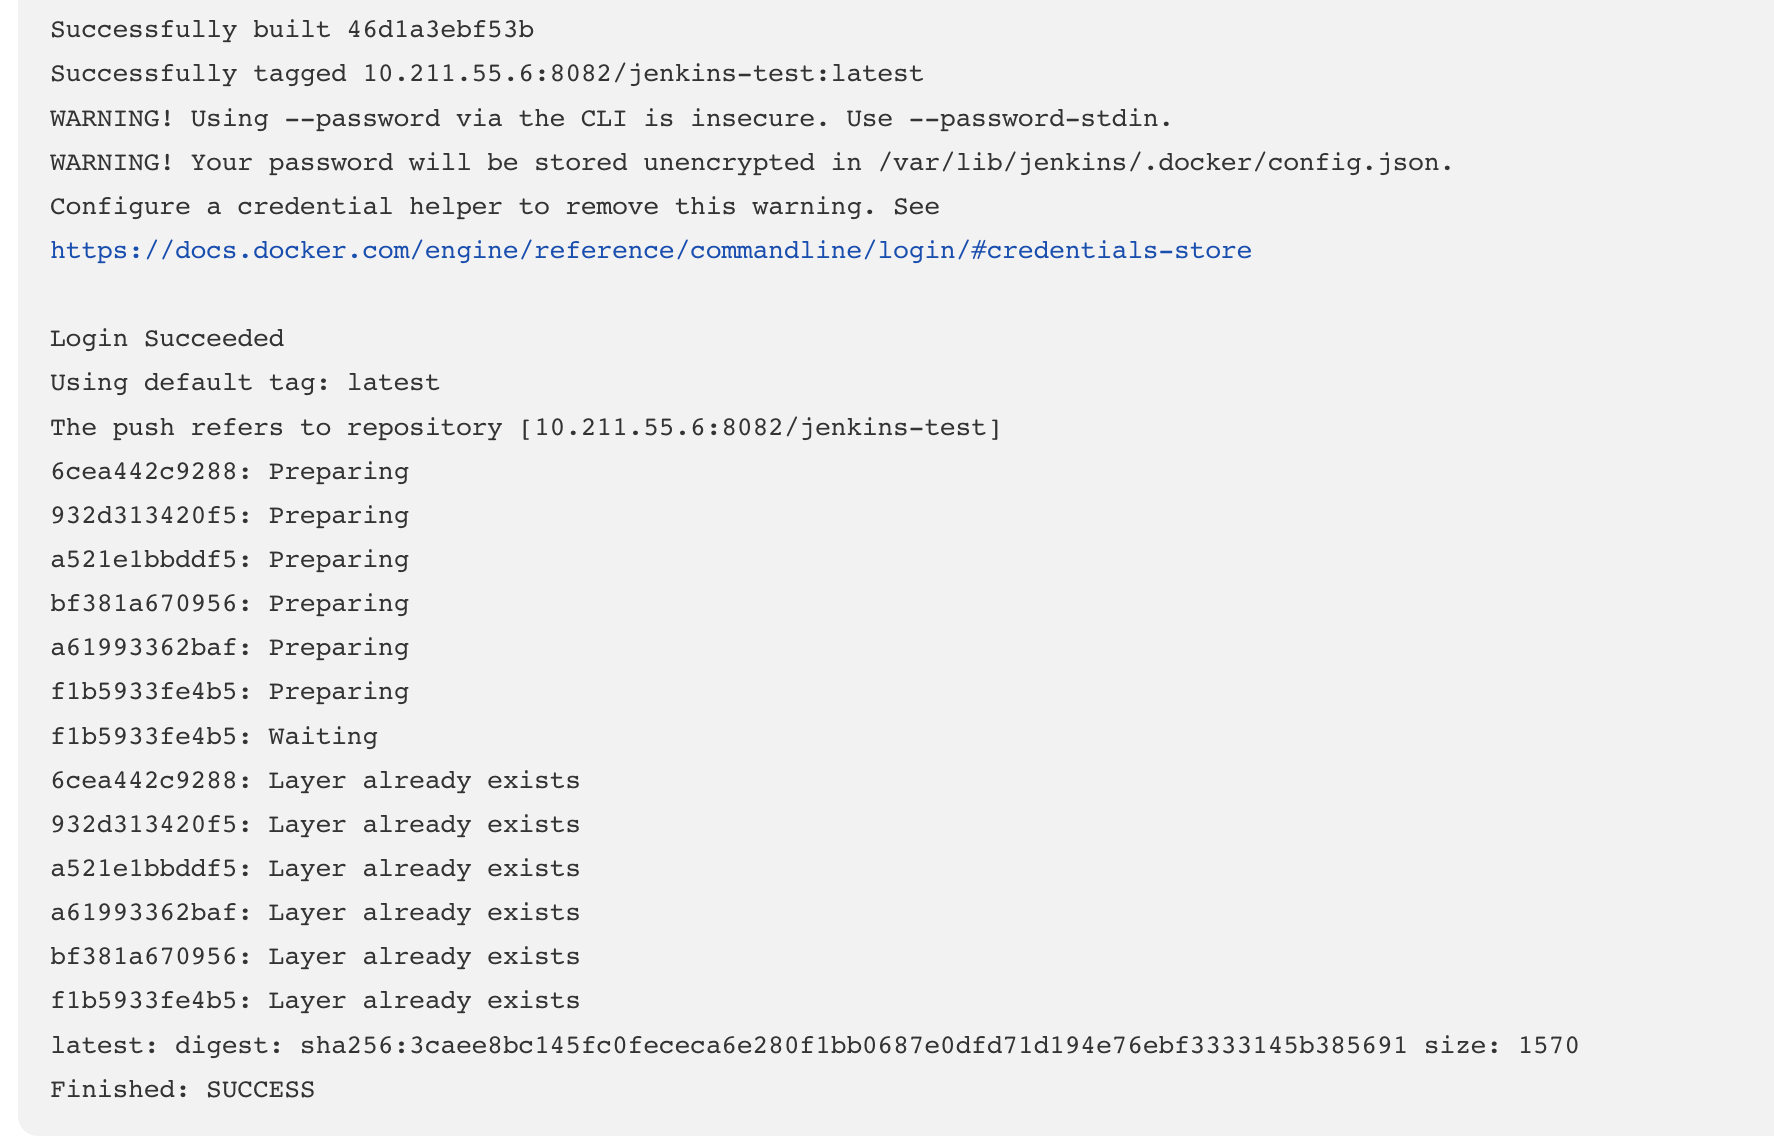 Successfully built 46d1a3ebf53b
Successfully tagged 10.211.55.6:8082/jenkins-test:latest
WARNING! Using --password via the CLI is insecure. Use --password-stdin.
WARNING! Your password will be stored unencrypted in /var/lib/jenkins/.docker/config.json.
Configure a credential helper to remove this warning. See
https://docs.docker.com/engine/reference/commandline/login/#credentials-store
Login Succeeded
Using default tag: latest
The push refers to repository [10.211.55.6:8082/jenkins-test]
6cea442c9288: Preparing
932d313420f5: Preparing
a521e1bbddf5: Preparing
bf381a670956: Preparing
a61993362baf: Preparing
f1b5933fe4b5: Preparing
f1b5933fe4b5: Waiting
6cea442c9288: Layer already exists
932d313420f5: Layer already exists
a521e1bbddf5: Layer already exists
a61993362baf: Layer already exists
bf381a670956: Layer already exists
f1b5933fe4b5: Layer already exists
latest: digest: sha256:3caee8bc145fc0fececa6e280f1bb0687e0dfd71d194e76ebf3333145b385691 size: 1570
Finished: SUCCESS